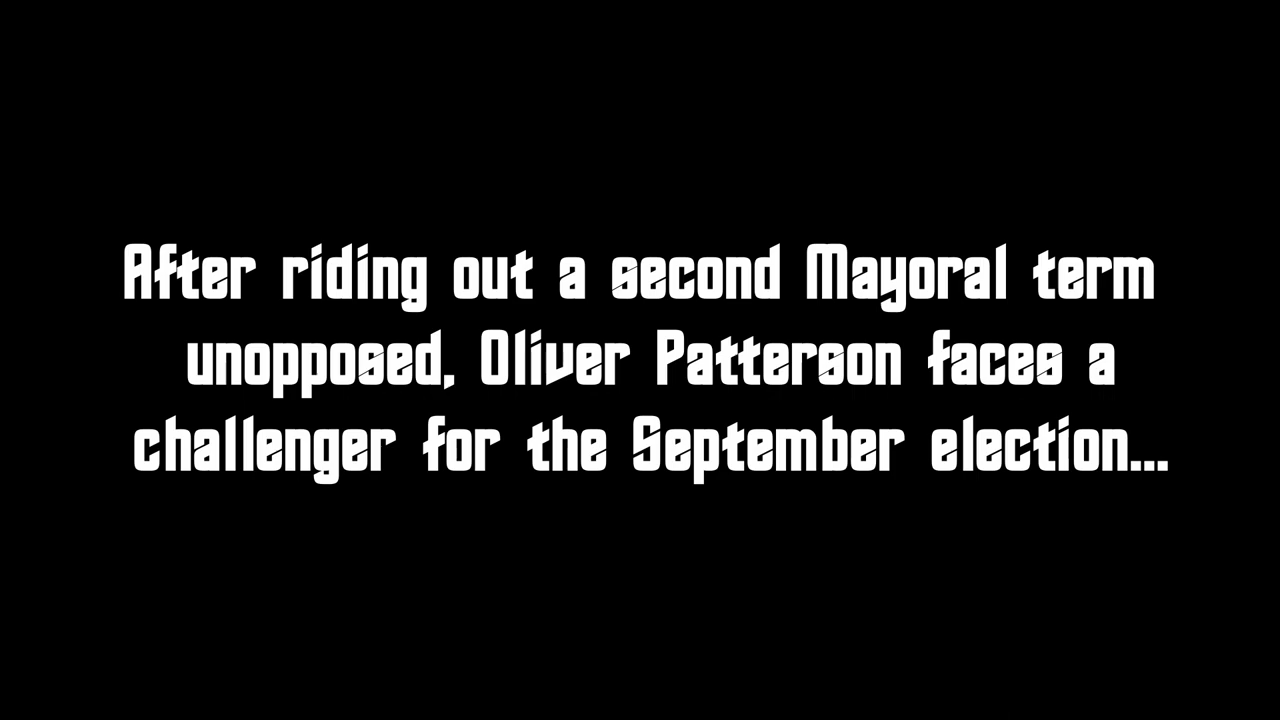 After riding out a second Mayoral term
unopposed, Oliver Patterson faces a
challenger for the September election...